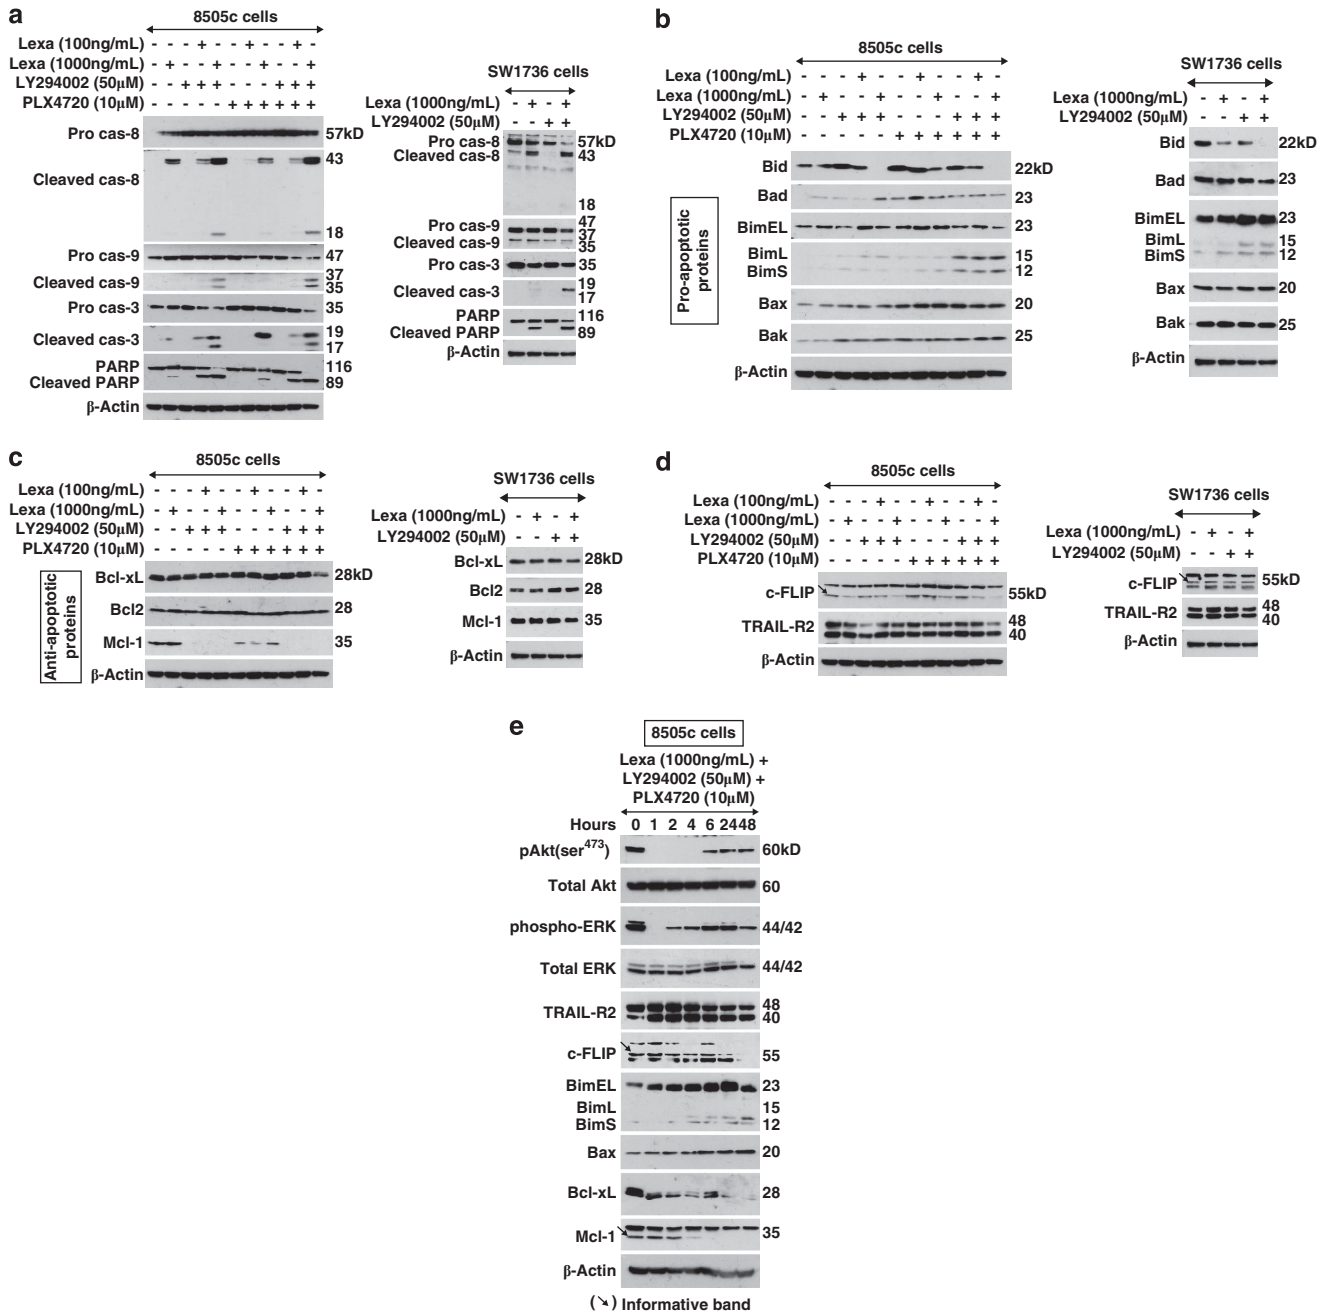 a
8505c cells
Lexa (100ng/mL) - - - + - - + - - + -
Lexa (1000ng/mL) - + - - + - - + - - +
LY294002 (50μM) - - + + + - - - + + +
PLX4720 (10μM) - - - - - + + + + + +
Pro cas-8 57kD
Cleaved cas-8 43
18
Pro cas-9 47
Cleaved cas-9 37
35
Pro cas-3 35
Cleaved cas-3 19
17
PARP 116
Cleaved PARP 89
β-Actin
SW1736 cells
Lexa (1000ng/mL) - + - +
LY294002 (50μM) - - + +
Pro cas-8 57kD
Cleaved cas-8 43
18
Pro cas-9 47
37
Cleaved cas-9 35
Pro cas-3 35
Cleaved cas-3 19
17
PARP 116
Cleaved PARP 89
β-Actin
b
8505c cells
Lexa (100ng/mL) - - - + - - + - - + -
Lexa (1000ng/mL) - + - - + - - + - - +
LY294002 (50μM) - - + + + - - - + + +
PLX4720 (10μM) - - - - - + + + + + +
Pro-apoptotic
proteins
Bid 22kD
Bad 23
BimEL 23
BimL 15
BimS 12
Bax 20
Bak 25
β-Actin
SW1736 cells
Lexa (1000ng/mL) - + - +
LY294002 (50μM) - - + +
Bid 22kD
Bad 23
BimEL 23
BimL 15
BimS 12
Bax 20
Bak 25
β-Actin
c
8505c cells
Lexa (100ng/mL) - - - + - - + - - + -
Lexa (1000ng/mL) - + - - + - - + - - +
LY294002 (50μM) - - + + + - - - + + +
PLX4720 (10μM) - - - - - + + + + + +
Anti-apoptotic
proteins
Bcl-xL 28kD
Bcl2 28
Mcl-1 35
β-Actin
SW1736 cells
Lexa (1000ng/mL) - + - +
LY294002 (50μM) - - + +
Bcl-xL 28kD
Bcl2 28
Mcl-1 35
β-Actin
d
8505c cells
Lexa (100ng/mL) - - - + - - + - - + -
Lexa (1000ng/mL) - + - - + - - + - - +
LY294002 (50μM) - - + + + - - - + + +
PLX4720 (10μM) - - - - - + + + + + +
c-FLIP 55kD
TRAIL-R2 48
40
β-Actin
SW1736 cells
Lexa (1000ng/mL) - + - +
LY294002 (50μM) - - + +
c-FLIP 55kD
TRAIL-R2 48
40
β-Actin
e
8505c cells
Lexa (1000ng/mL) +
LY294002 (50μM) +
PLX4720 (10μM)
Hours 0 1 2 4 6 24 48
pAkt(ser473) 60kD
Total Akt 60
phospho-ERK 44/42
Total ERK 44/42
TRAIL-R2 48
40
c-FLIP 55
BimEL 23
BimL 15
BimS 12
Bax 20
Bcl-xL 28
Mcl-1 35
β-Actin
(↘) Informative band